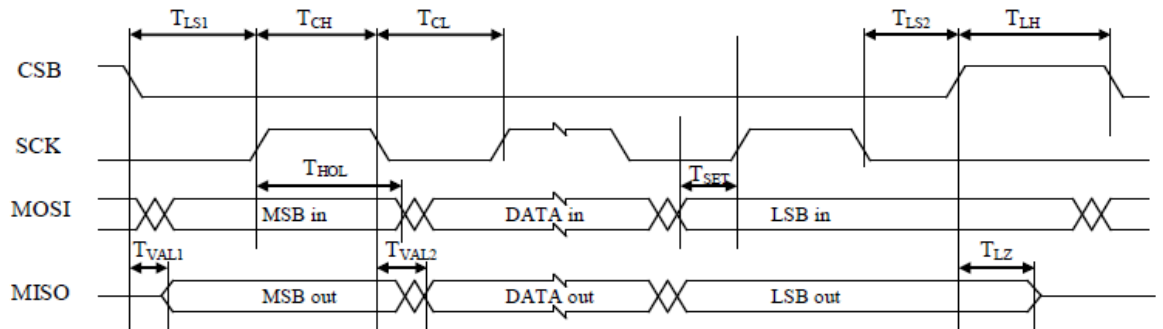 TLS1 TCH TCL TLS2 TLH
CSB
SCK
THOL TSET
MOSI MSB in DATA in LSB in
TVAL1 TVAL2 TLZ
MISO MSB out DATA out LSB out